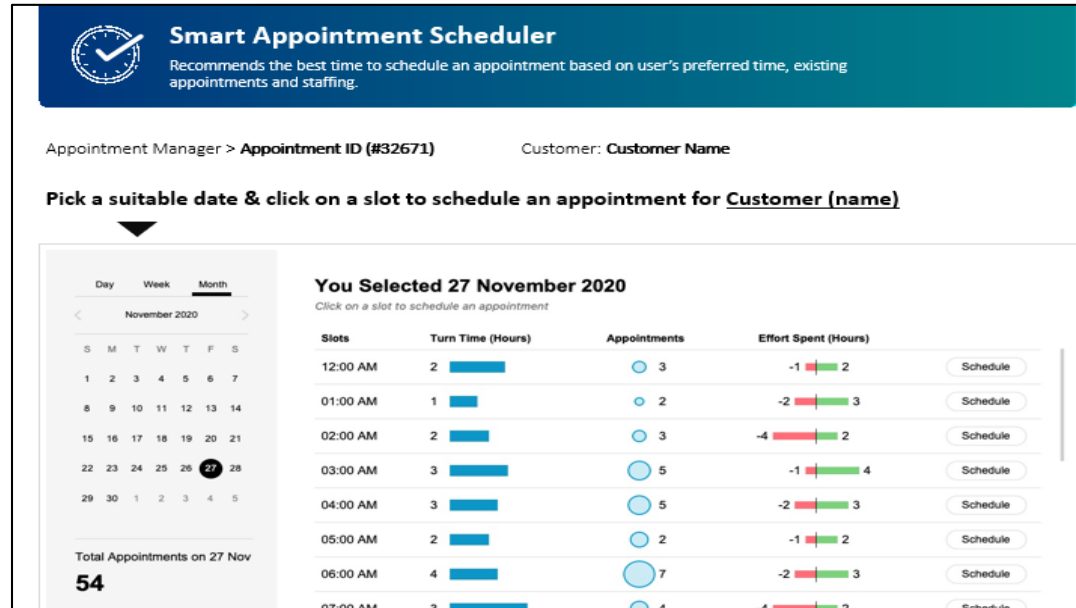 Smart Appointment Scheduler
Recommends the best time to schedule an appointment based on user's preferred time, existing
appointments and staffing.
Appointment Manager > Appointment ID (#32671) Customer: Customer Name
Pick a suitable date & click on a slot to schedule an appointment for Customer (name)
Day Week Month
< November 2020 >
S M T W T F S
1 2 3 4 5 6 7
8 9 10 11 12 13 14
15 16 17 18 19 20 21
22 23 24 25 26 27 28
29 30 1 2 3 4 5
Total Appointments on 27 Nov
54
You Selected 27 November 2020
Click on a slot to schedule an appointment
Slots Turn Time (Hours) Appointments Effort Spent (Hours)
12:00 AM 2 3 -1 2 Schedule
01:00 AM 1 2 -2 3 Schedule
02:00 AM 2 3 -4 2 Schedule
03:00 AM 3 5 -1 4 Schedule
04:00 AM 3 5 -2 3 Schedule
05:00 AM 2 2 -1 2 Schedule
06:00 AM 4 7 -2 3 Schedule
07:00 AM 3 4 -4 2 Schedule